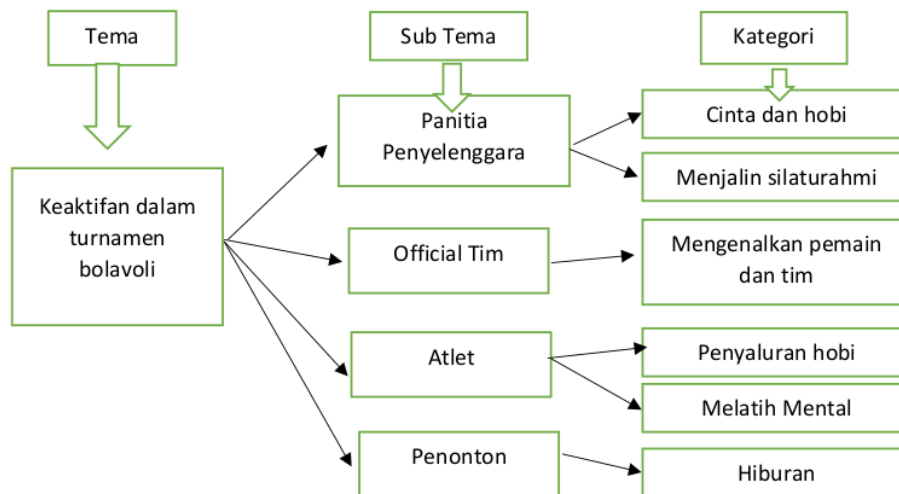 Tema
Sub Tema
Kategori
Keaktifan dalam
turnamen
bolavoli
Panitia
Penyelenggara
Cinta dan hobi
Menjalin silaturahmi
Official Tim
Mengenalkan pemain
dan tim
Atlet
Penyaluran hobi
Melatih Mental
Penonton
Hiburan